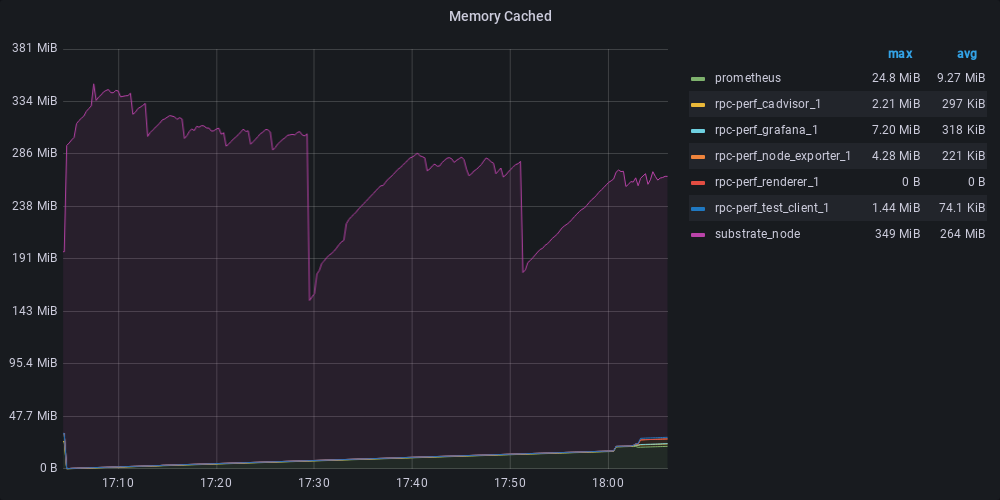 Memory Cached
381 MiB
334 MiB
286 MiB
238 MiB
191 MiB
143 MiB
95.4 MiB
47.7 MiB
0 B
17:10 17:20 17:30 17:40 17:50 18:00
max avg
prometheus 24.8 MiB 9.27 MiB
rpc-perf_cadvisor_1 2.21 MiB 297 KiB
rpc-perf_grafana_1 7.20 MiB 318 KiB
rpc-perf_node_exporter_1 4.28 MiB 221 KiB
rpc-perf_renderer_1 0 B 0 B
rpc-perf_test_client_1 1.44 MiB 74.1 KiB
substrate_node 349 MiB 264 MiB